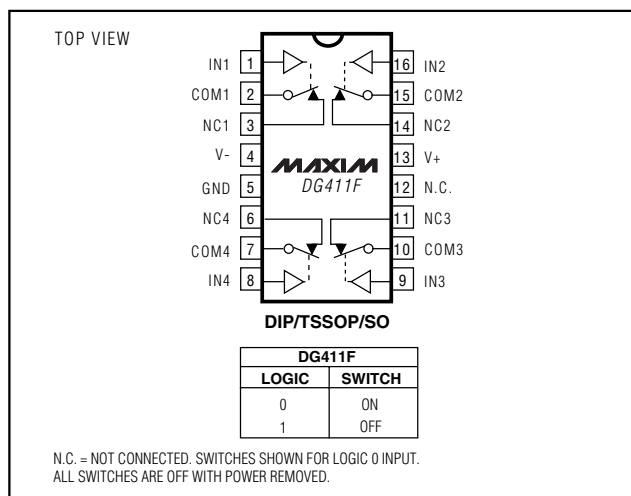 TOP VIEW
IN1 1 16 IN2
COM1 2 15 COM2
NC1 3 14 NC2
V- 4 13 V+
MAXIM
GND 5 DG411F 12 N.C.
NC4 6 11 NC3
COM4 7 10 COM3
IN4 8 9 IN3
DIP/TSSOP/SO
DG411F
LOGIC SWITCH
0 ON
1 OFF
N.C. = NOT CONNECTED. SWITCHES SHOWN FOR LOGIC 0 INPUT.
ALL SWITCHES ARE OFF WITH POWER REMOVED.